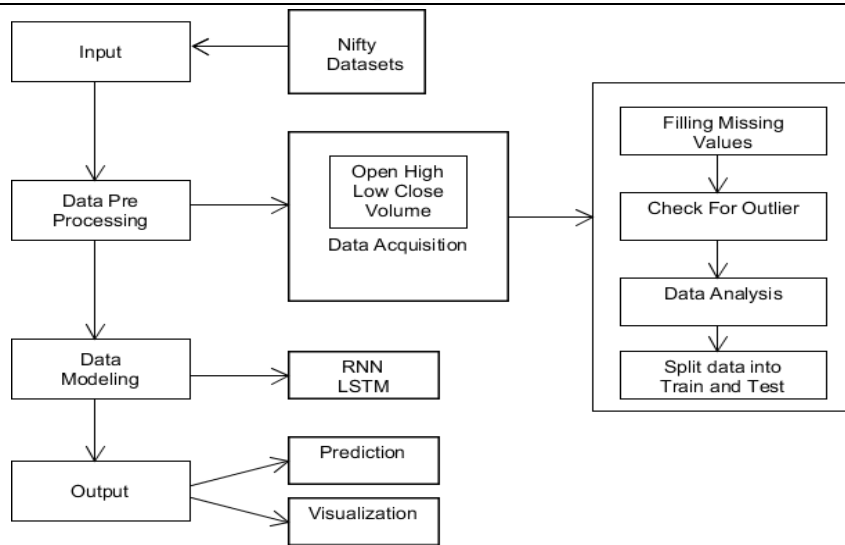 Input
Nifty
Datasets
Data Pre
Processing
Open High
Low Close
Volume
Data Acquisition
Filling Missing
Values
Check For Outlier
Data Analysis
Split data into
Train and Test
Data
Modeling
RNN
LSTM
Output
Prediction
Visualization